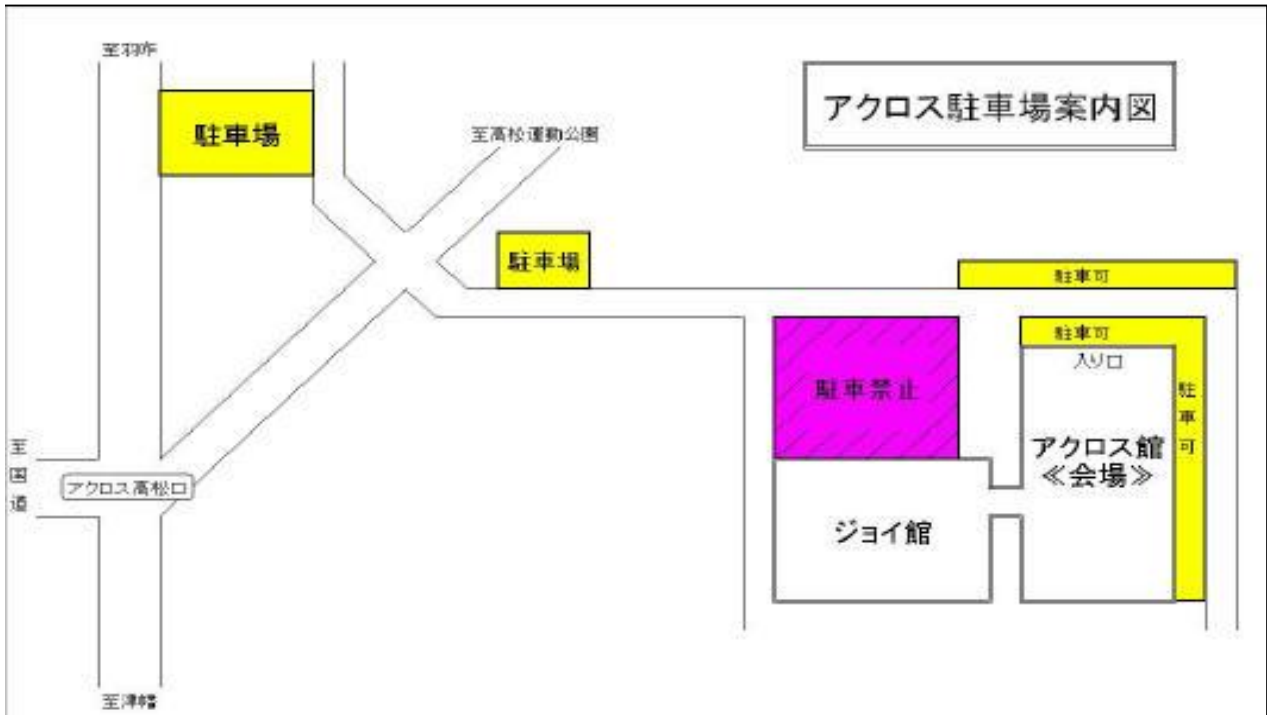 至羽咋
アクロス駐車場案内図
駐車場
至高松運動公園
駐車場
駐車可
駐車可
入り口
駐車禁止
駐車可
アクロス館
≪会場≫
至国道
アクロス高松口
ジョイ館
至津幡